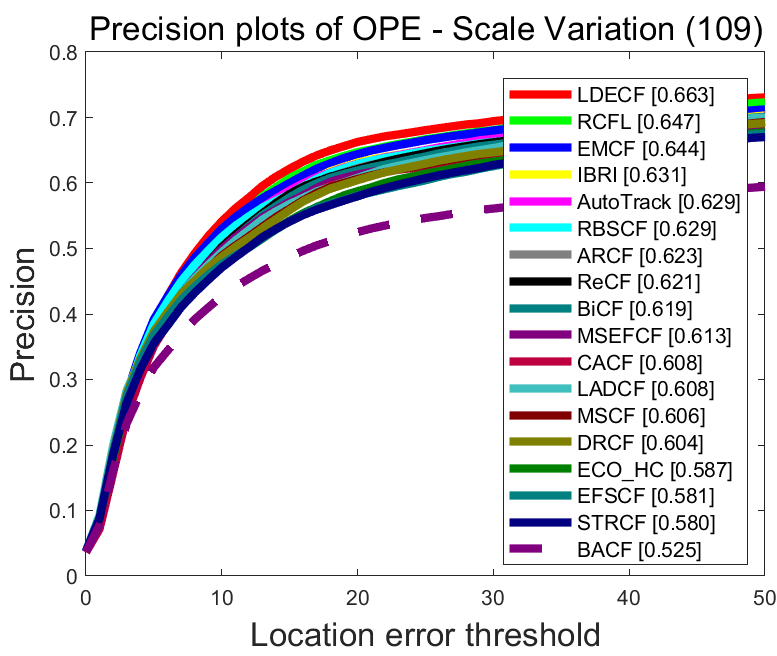 Precision plots of OPE - Scale Variation (109)
0.8
0.7
0.6
0.5
0.4
0.3
0.2
0.1
0
Precision
LDECF [0.663]
RCFL [0.647]
EMCF [0.644]
IBRI [0.631]
AutoTrack [0.629]
RBSCF [0.629]
ARCF [0.623]
ReCF [0.621]
BiCF [0.619]
MSEFCF [0.613]
CACF [0.608]
LADCF [0.608]
MSCF [0.606]
DRCF [0.604]
ECO_HC [0.587]
EFSCF [0.581]
STRCF [0.580]
BACF [0.525]
0 10 20 30 40 50
Location error threshold